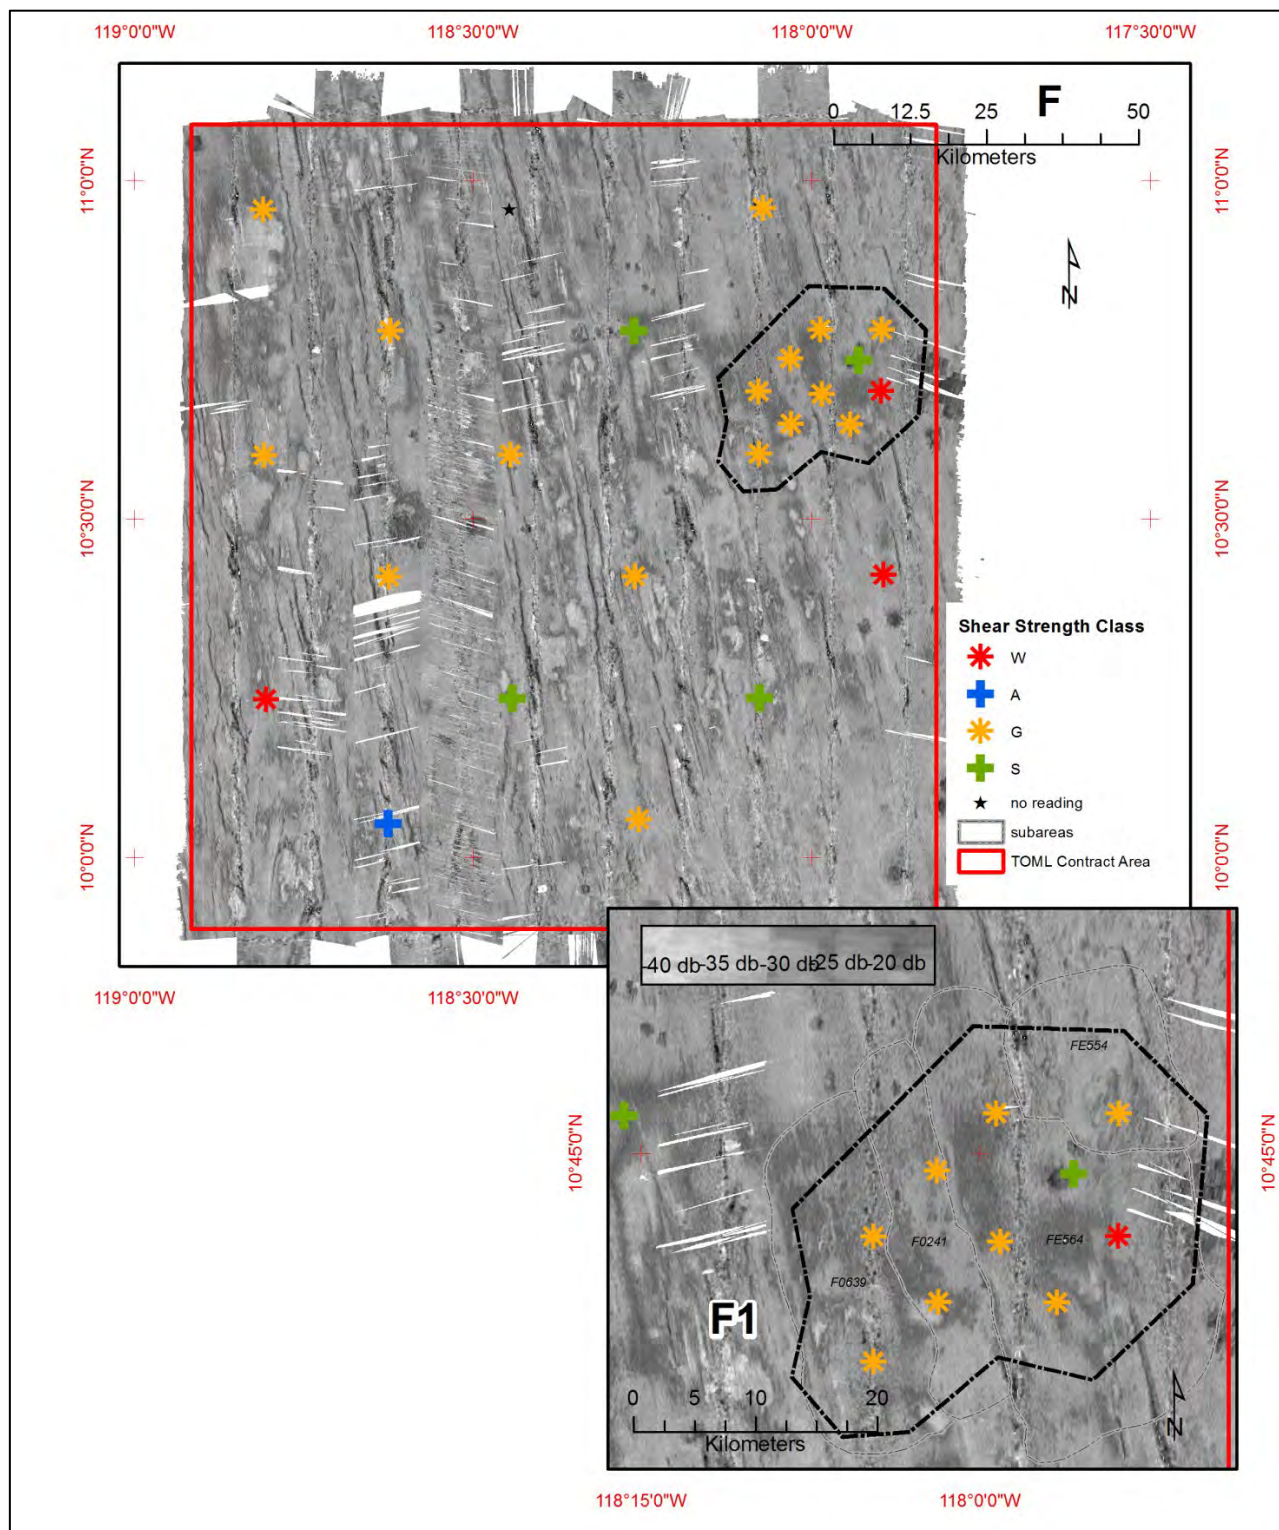 119°0'0"W
118°30'0"W
118°0'0"W
117°30'0"W
F
0 12.5 25 50
Kilometers
11°0'0"N
11°0'0"N
N
10°30'0"N
10°30'0"N
Shear Strength Class
W
A
G
S
no reading
subareas
TOML Contract Area
10°0'0"N
10°0'0"N
119°0'0"W
118°30'0"W
-40 db -35 db -30 db -25 db -20 db
FE554
10°45'0"N
10°45'0"N
F0241
FE564
F0639
F1
0 5 10 20
Kilometers
N
118°15'0"W
118°0'0"W